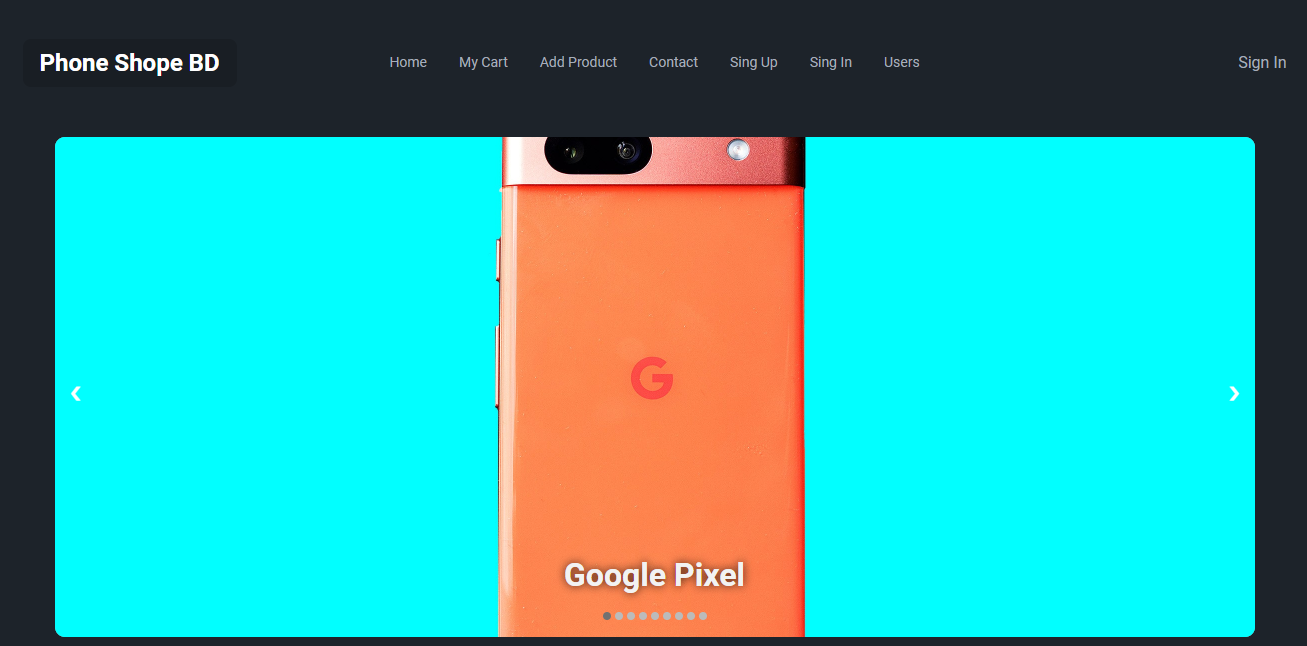 Phone Shope BD
Home My Cart Add Product Contact Sing Up Sing In Users
Sign In
Google Pixel